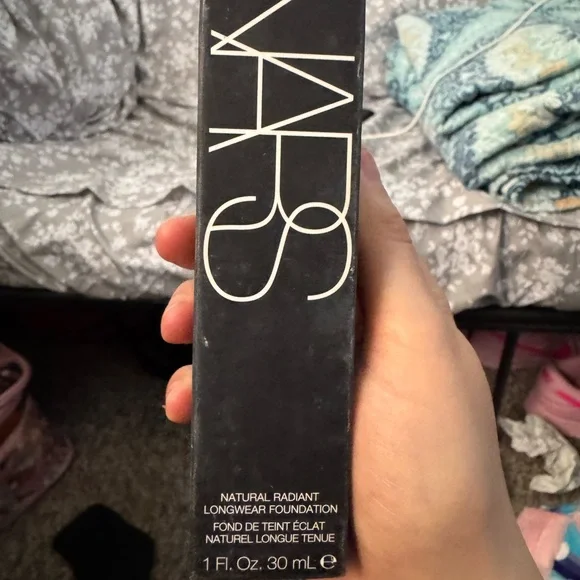 NARS
NATURAL RADIANT
LONGWEAR FOUNDATION
FOND DE TEINT ÉCLAT
NATUREL LONGUE TENUE
1 Fl. Oz. 30 mL ℮